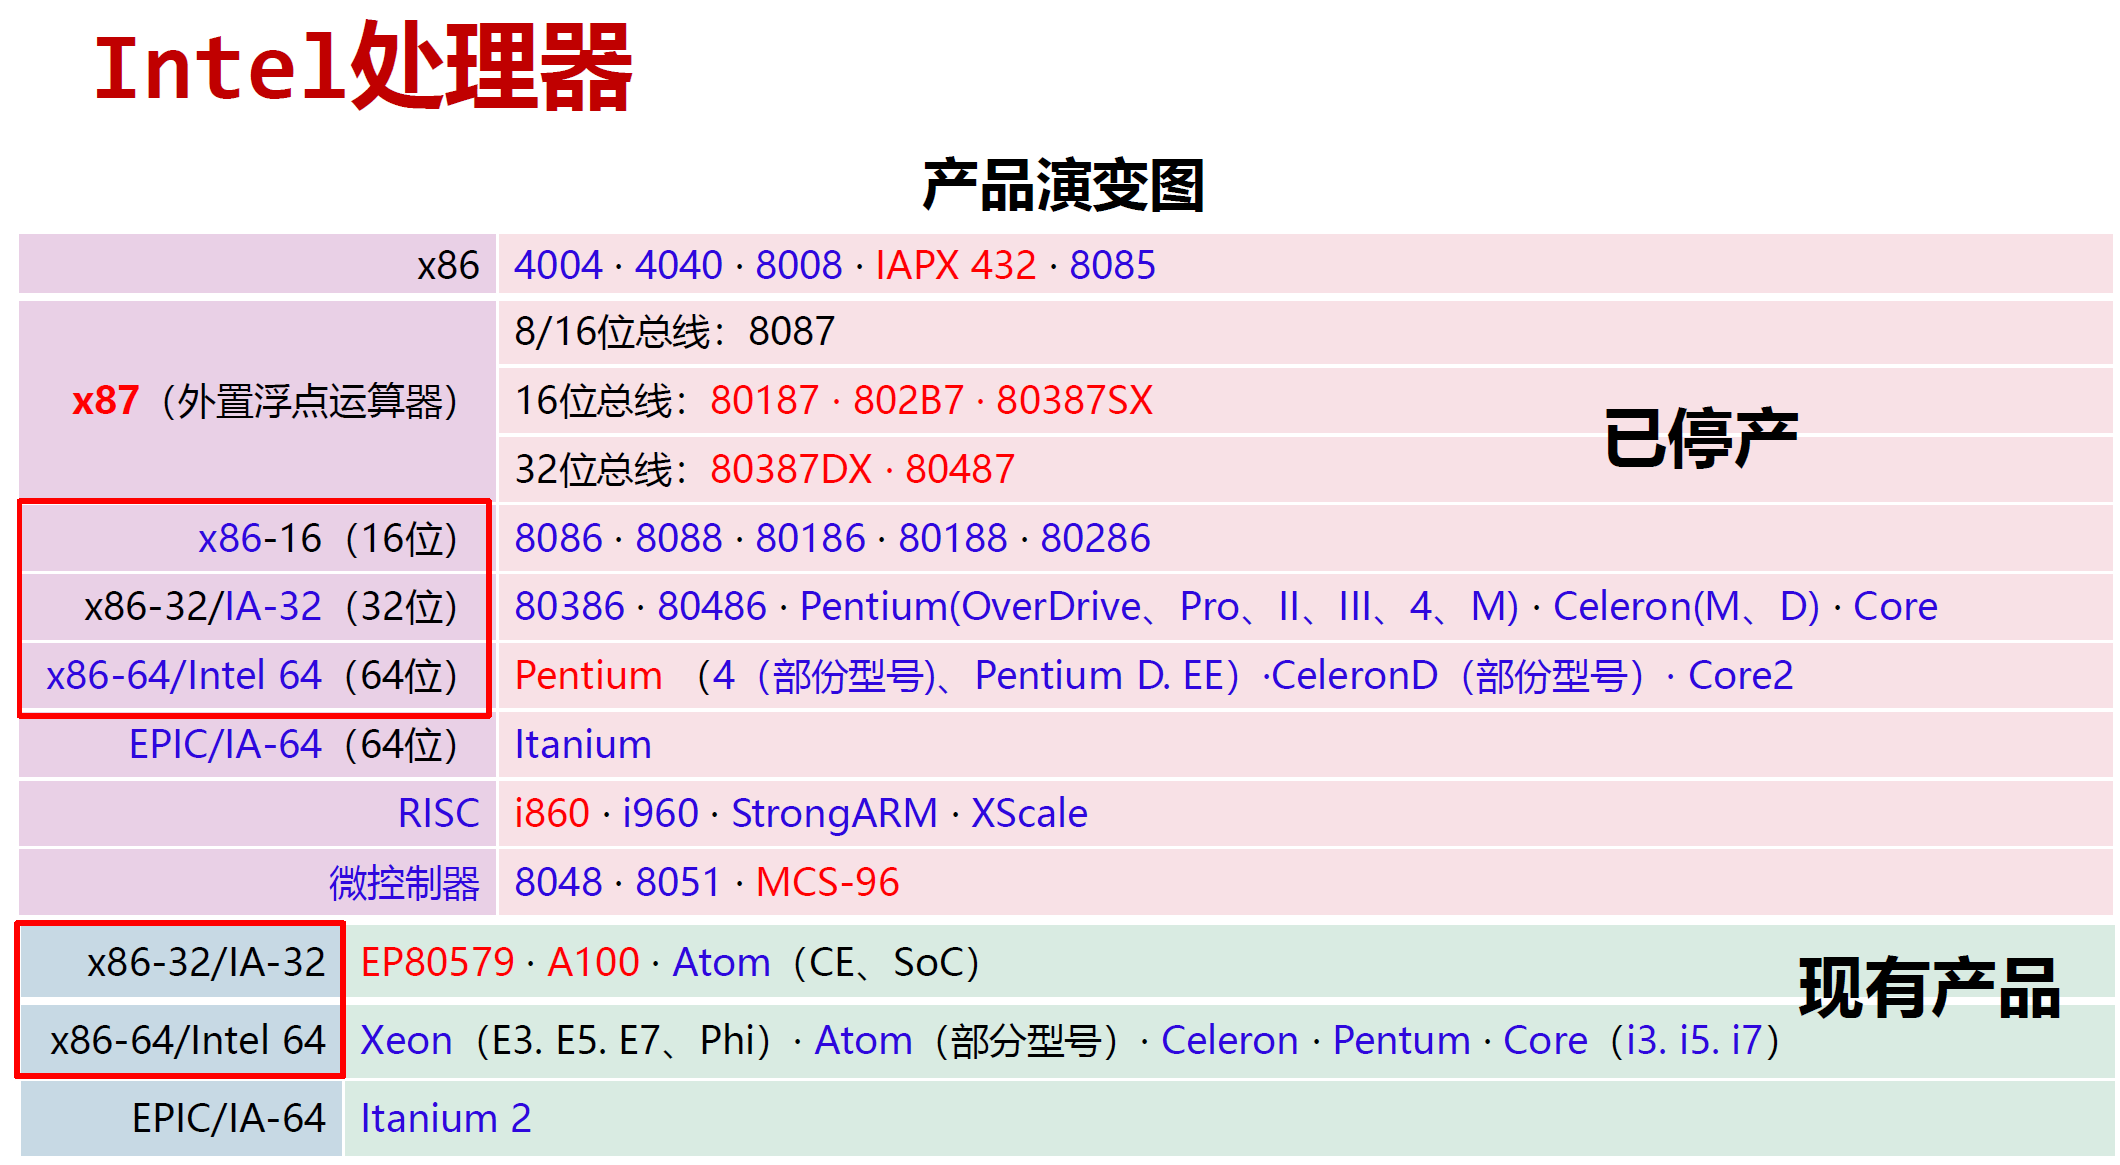 Intel处理器
产品演变图
x86 4004 · 4040 · 8008 · IAPX 432 · 8085
8/16位总线：8087
x87（外置浮点运算器） 16位总线：80187 · 802B7 · 80387SX
已停产
32位总线：80387DX · 80487
x86-16（16位） 8086 · 8088 · 80186 · 80188 · 80286
x86-32/IA-32（32位） 80386 · 80486 · Pentium(OverDrive、Pro、II、III、4、M) · Celeron(M、D) · Core
x86-64/Intel 64（64位） Pentium （4（部份型号)、Pentium D. EE）·CeleronD（部份型号）· Core2
EPIC/IA-64（64位） Itanium
RISC i860 · i960 · StrongARM · XScale
微控制器 8048 · 8051 · MCS-96
x86-32/IA-32 EP80579 · A100 · Atom（CE、SoC）
现有产品
x86-64/Intel 64 Xeon（E3. E5. E7、Phi）· Atom（部分型号）· Celeron · Pentum · Core（i3. i5. i7）
EPIC/IA-64 Itanium 2